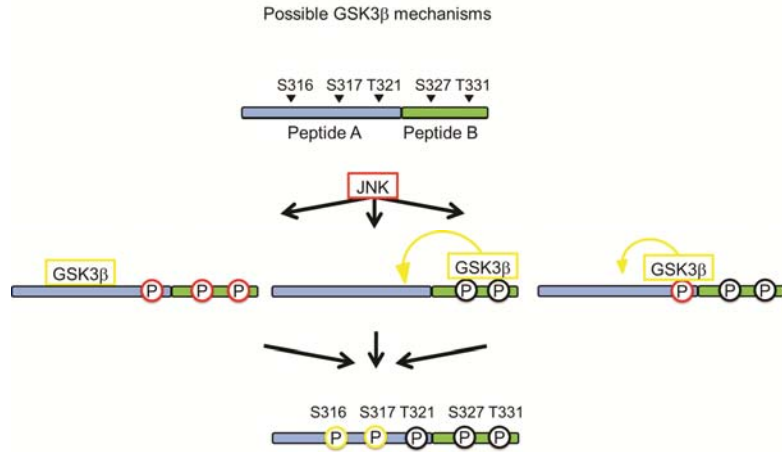 Possible GSK3β mechanisms
S316 S317 T321 S327 T331
Peptide A Peptide B
JNK
GSK3β GSK3β GSK3β
P P P P P P P P
S316 S317 T321 S327 T331
P P P P P